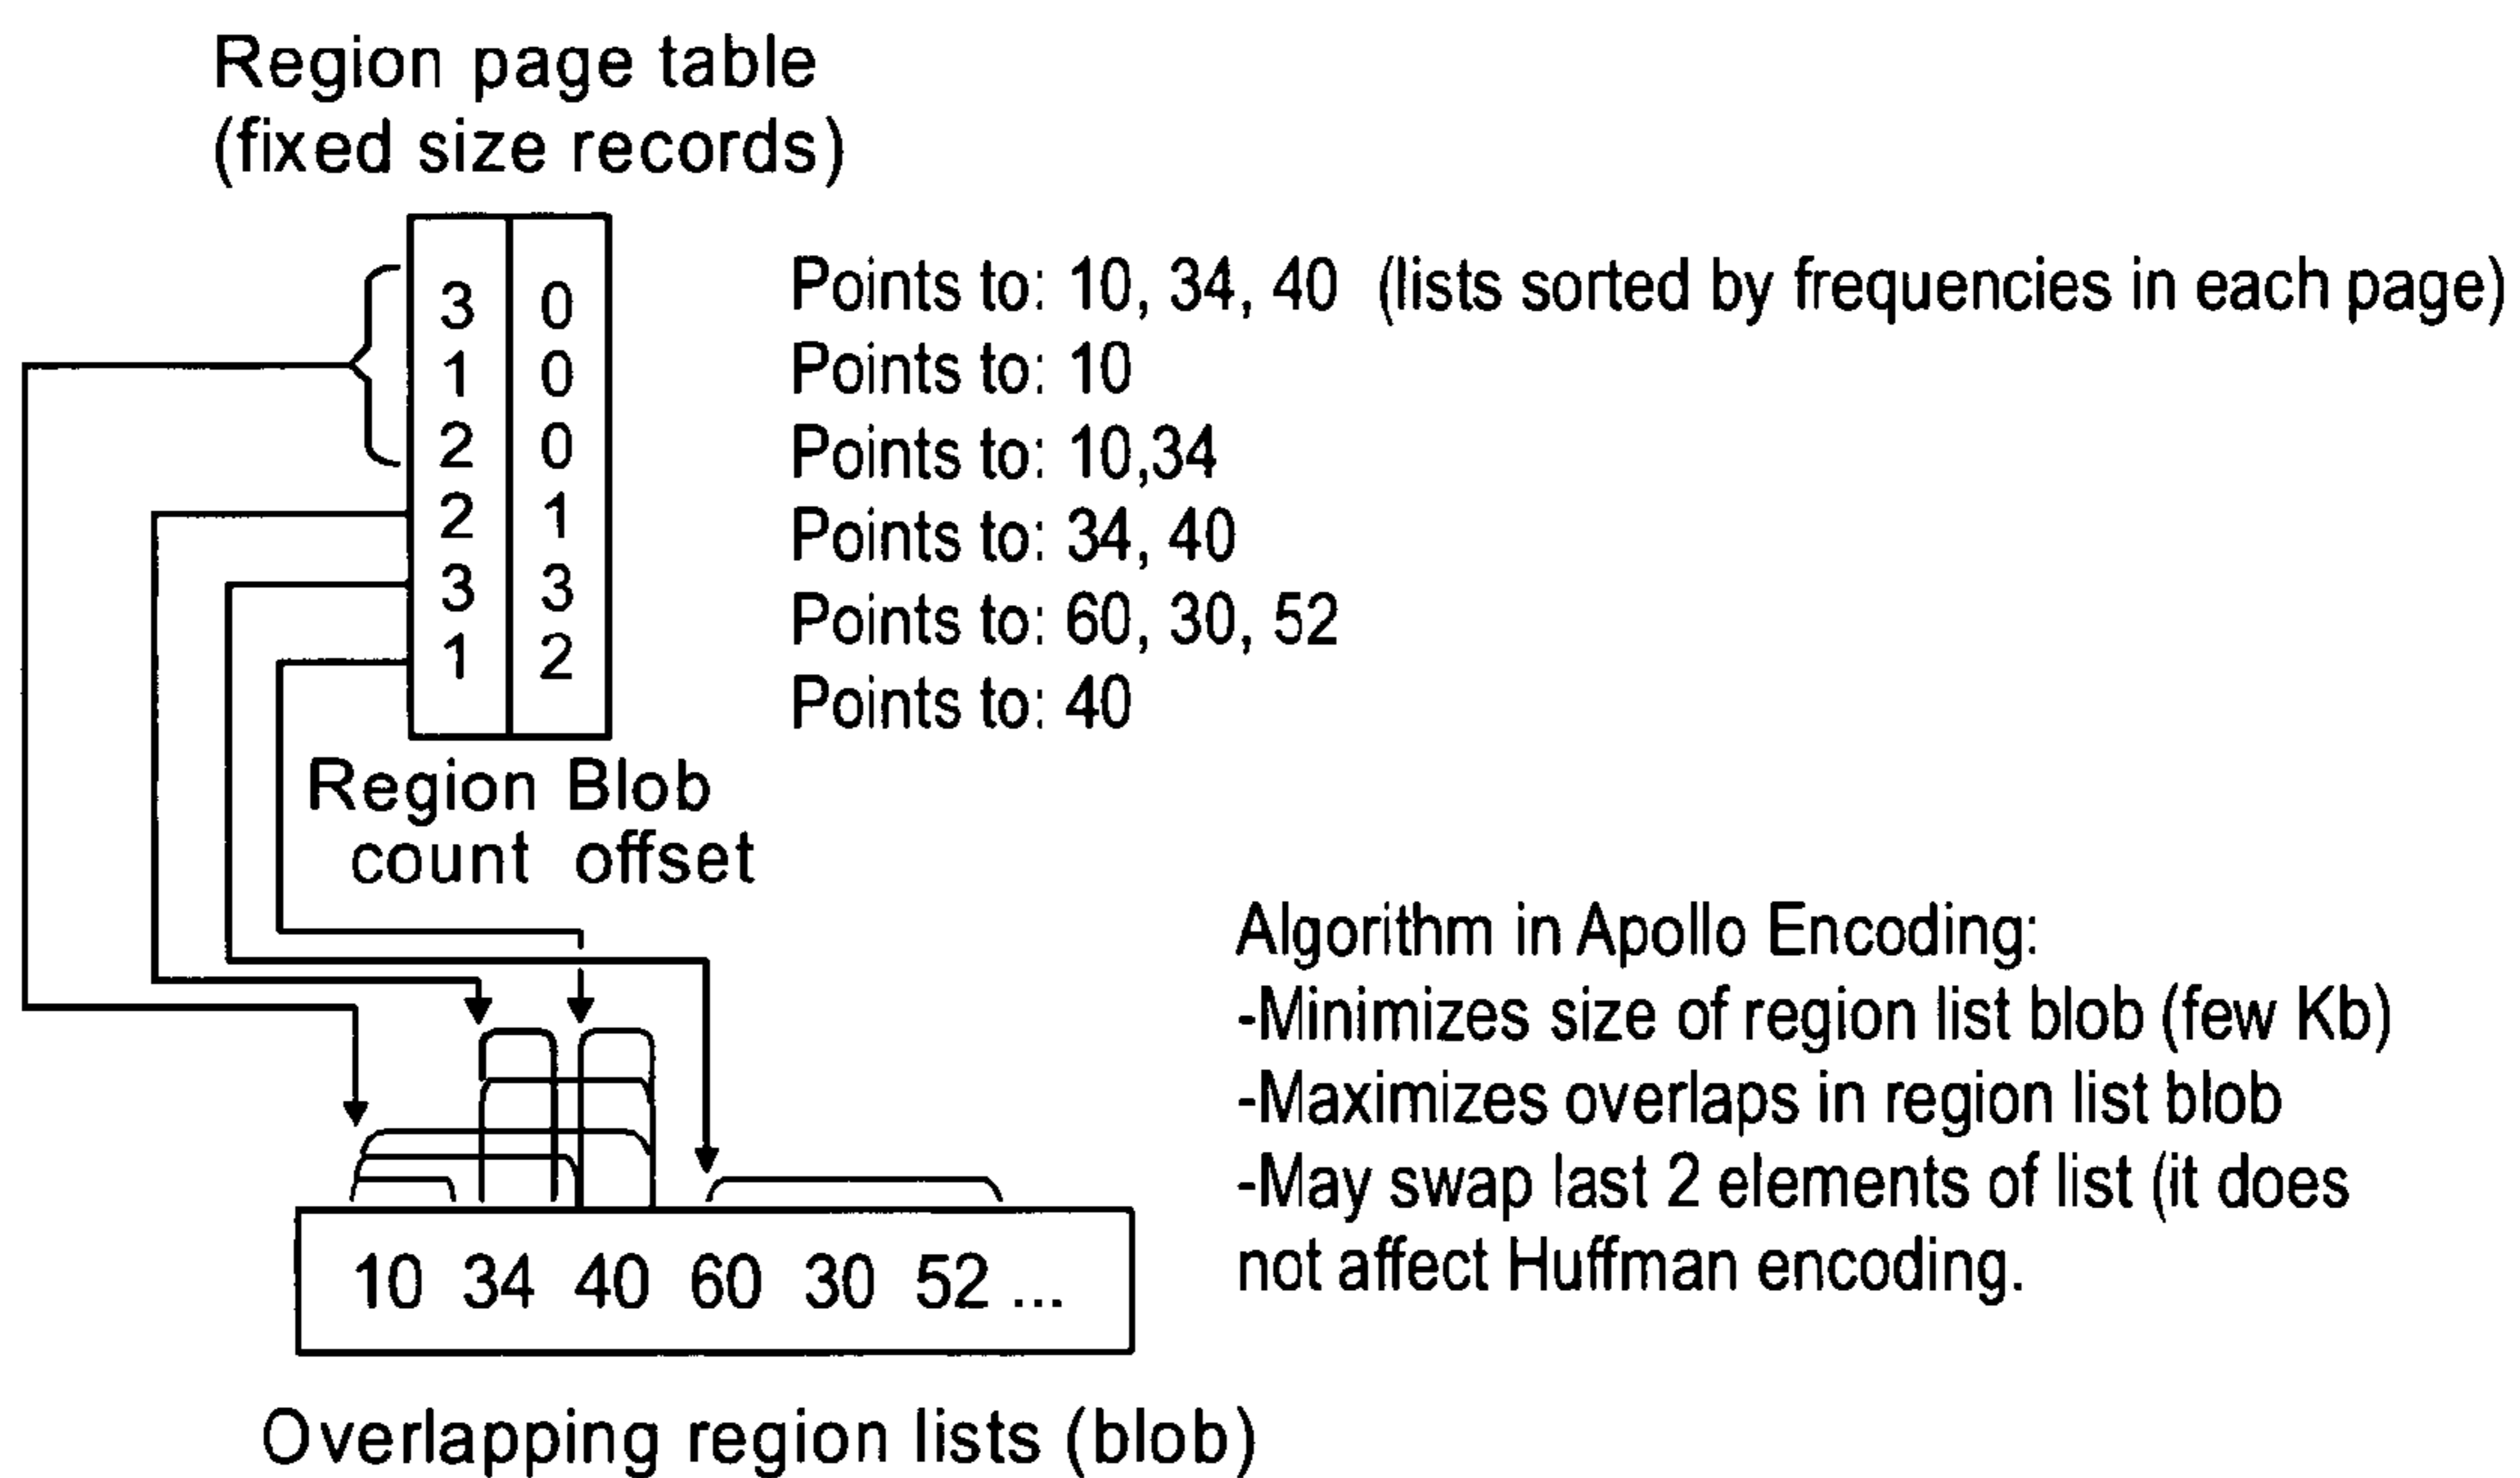 Region page table
(fixed size records)
3 0
1 0
2 0
2 1
3 3
1 2
Points to: 10, 34, 40 (lists sorted by frequencies in each page)
Points to: 10
Points to: 10,34
Points to: 34, 40
Points to: 60, 30, 52
Points to: 40
Region Blob
count offset
Algorithm in Apollo Encoding:
-Minimizes size of region list blob (few Kb)
-Maximizes overlaps in region list blob
-May swap last 2 elements of list (it does
not affect Huffman encoding.
10 34 40 60 30 52 ...
Overlapping region lists (blob)